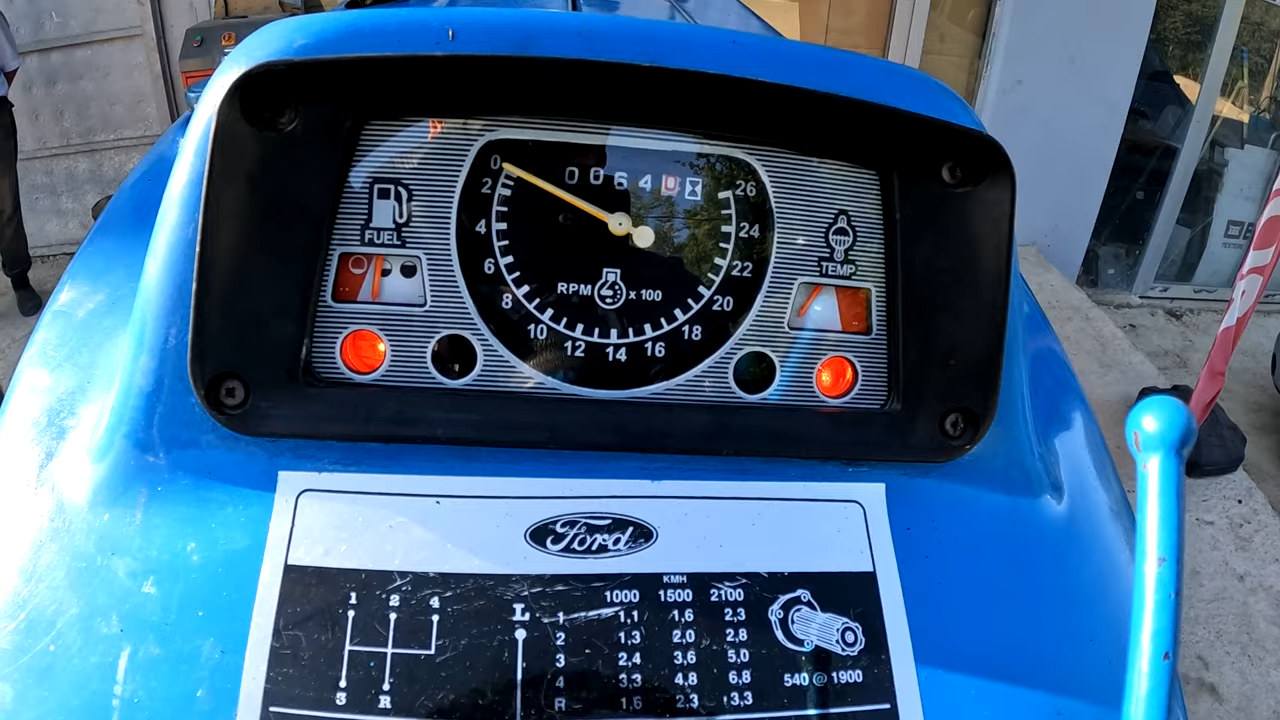 0 0 6 4 0
0
2
4
6
8
10
12
14
16
18
20
22
24
26
FUEL
RPM x 100
TEMP
Ford
KMH
1000 1500 2100
1 1,1 1,6 2,3
2 1,3 2,0 2,8
3 2,4 3,6 5,0
4 3,3 4,8 6,8
R 1,6 2,3 3,3
1 2 4
3 R
L
540 @ 1900